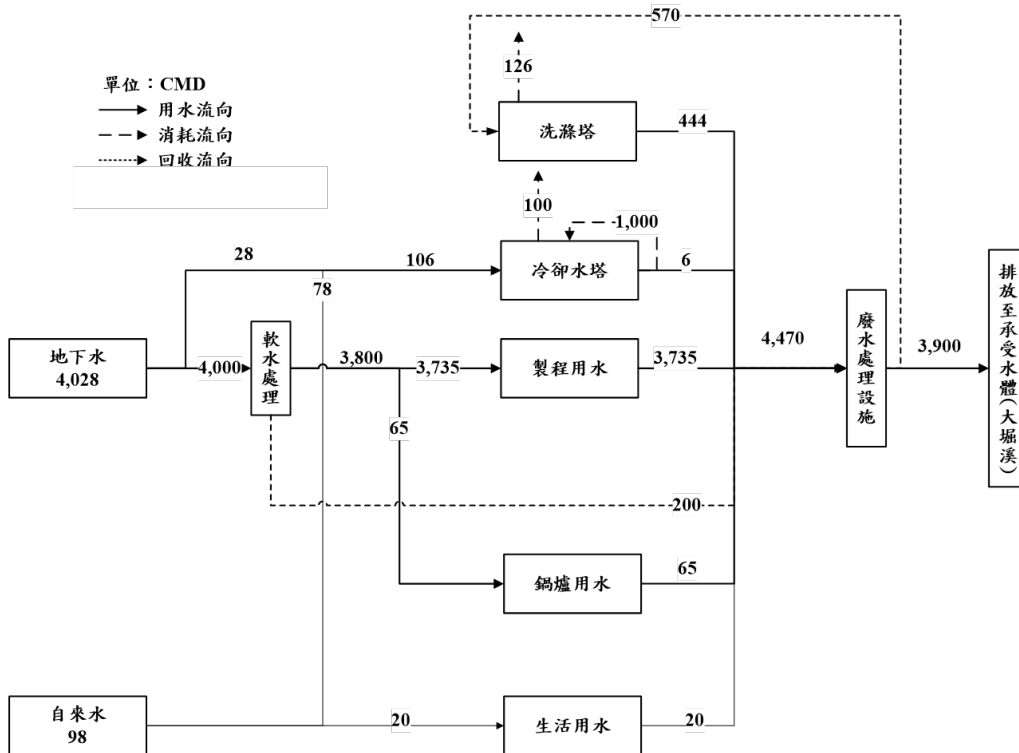 570
126
單位：CMD
用水流向
消耗流向
回收流向
洗滌塔
444
100
1,000
28
106
冷卻水塔
6
78
地下水
4,028
4,000
軟水處理
3,800
3,735
製程用水
3,735
4,470
廢水處理設施
3,900
排放至承受水體(大堀溪)
65
200
鍋爐用水
65
自來水
98
20
生活用水
20